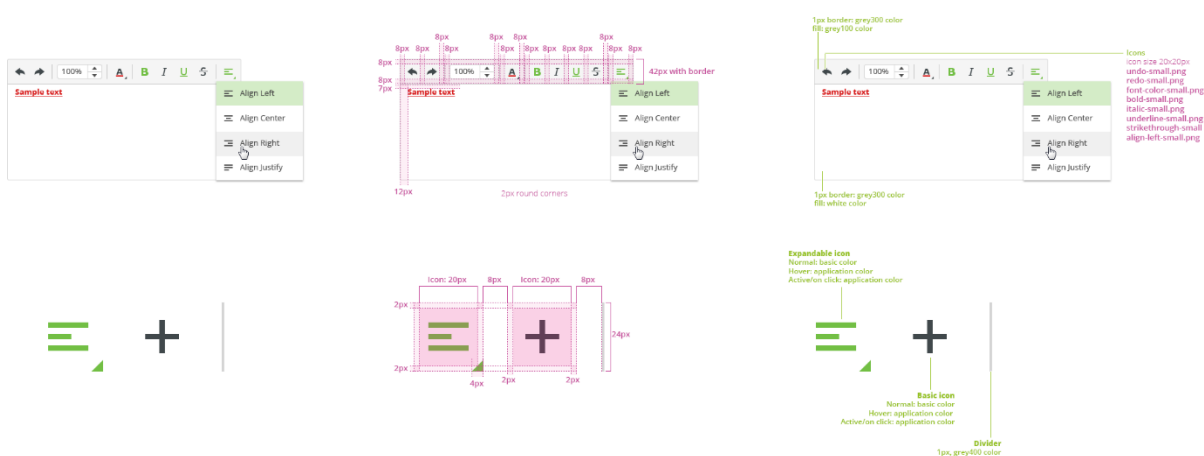 100%
A
B
I
U
S
Sample text
Align Left
Align Center
Align Right
Align Justify
8px 8px 8px 8px 8px 8px 8px 8px 8px 8px 8px 8px 8px
8px
8px
7px
100%
A
B
I
U
S
42px with border
Sample text
Align Left
Align Center
Align Right
Align Justify
12px
2px round corners
1px border: grey300 color
fill: grey100 color
100%
A
B
I
U
S
Sample text
Align Left
Align Center
Align Right
Align Justify
Icons
Icon size 20x20px
undo-small.png
redo-small.png
font-color-small.png
bold-small.png
italic-small.png
underline-small.png
strikethrough-small
align-left-small.png
1px border: grey300 color
fill: white color
Icon: 20px 8px Icon: 20px 8px
2px
24px
2px
4px 2px 2px
Expandable icon
Normal: basic color
Hover: application color
Active/on click: application color
Basic icon
Normal: basic color
Hover: application color
Active/on click: application color
Divider
1px, grey400 color